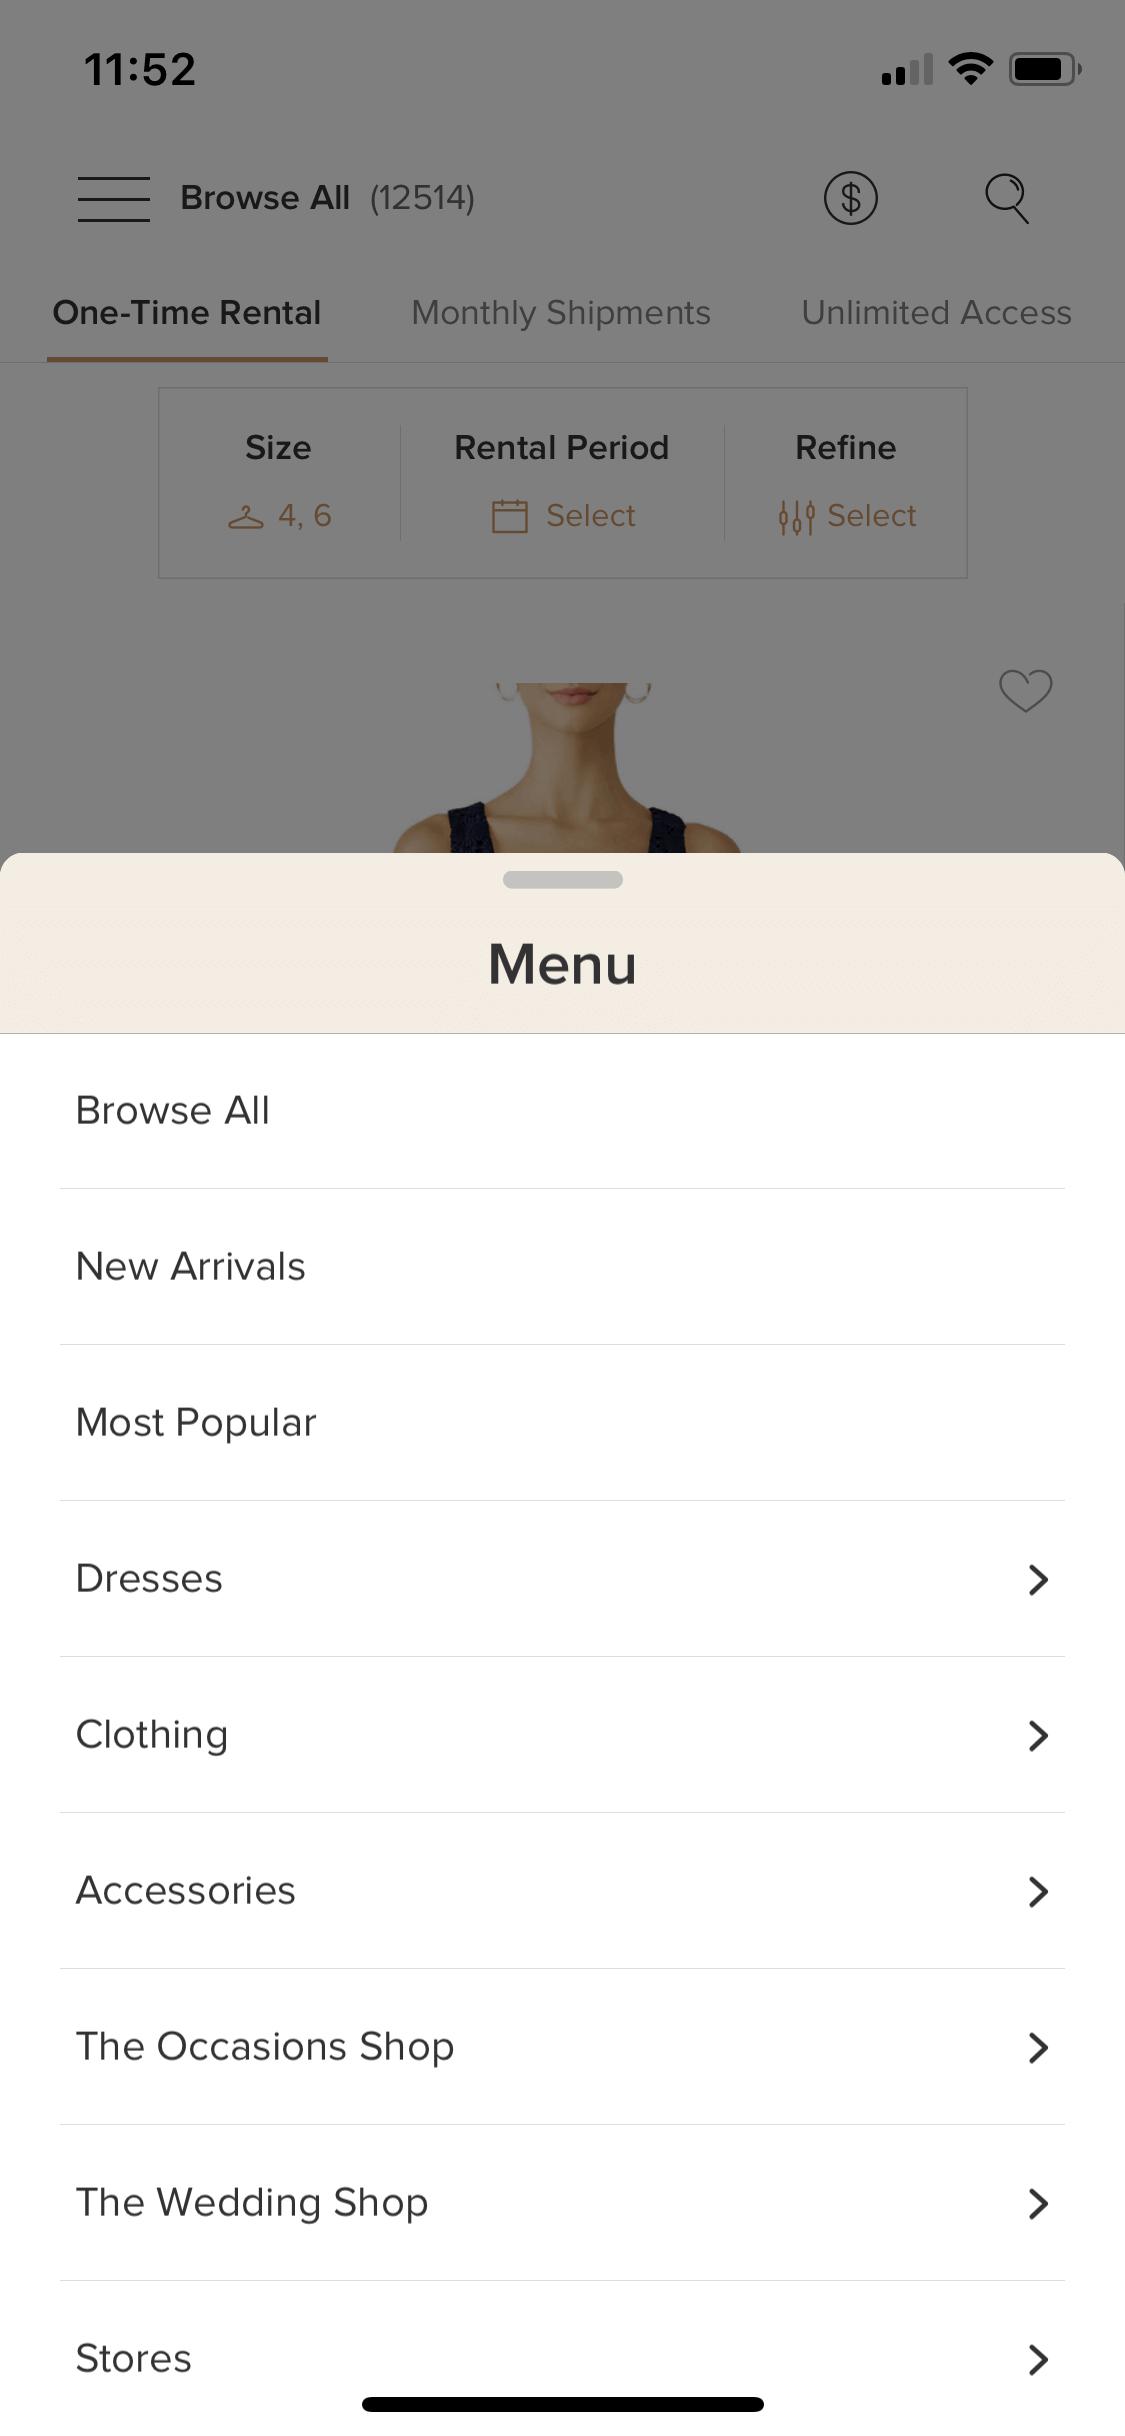 11:52
Browse All (12514)
One-Time Rental Monthly Shipments Unlimited Access
Size Rental Period Refine
4, 6 Select Select
Menu
Browse All
New Arrivals
Most Popular
Dresses
Clothing
Accessories
The Occasions Shop
The Wedding Shop
Stores